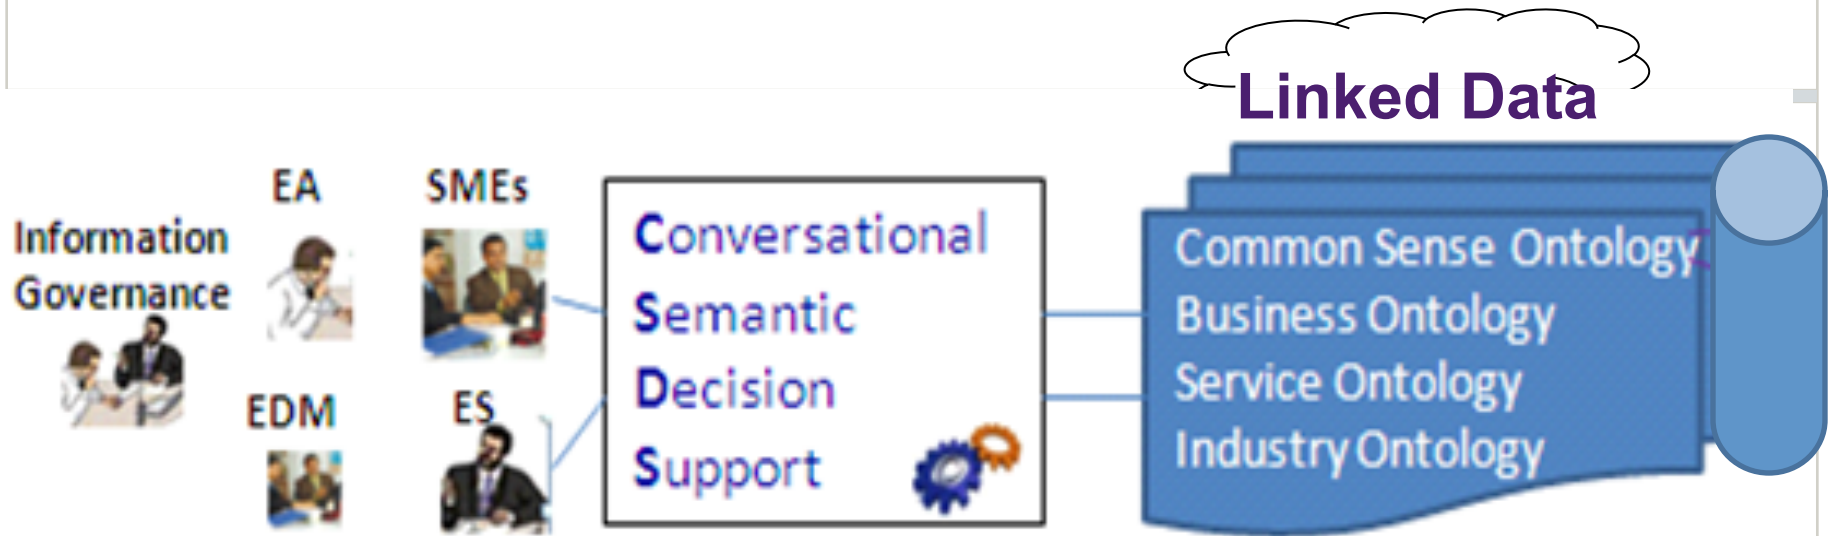 Linked Data
EA
SMEs
Information
Governance
EDM
ES
Conversational
Semantic
Decision
Support
Common Sense Ontology
Business Ontology
Service Ontology
Industry Ontology